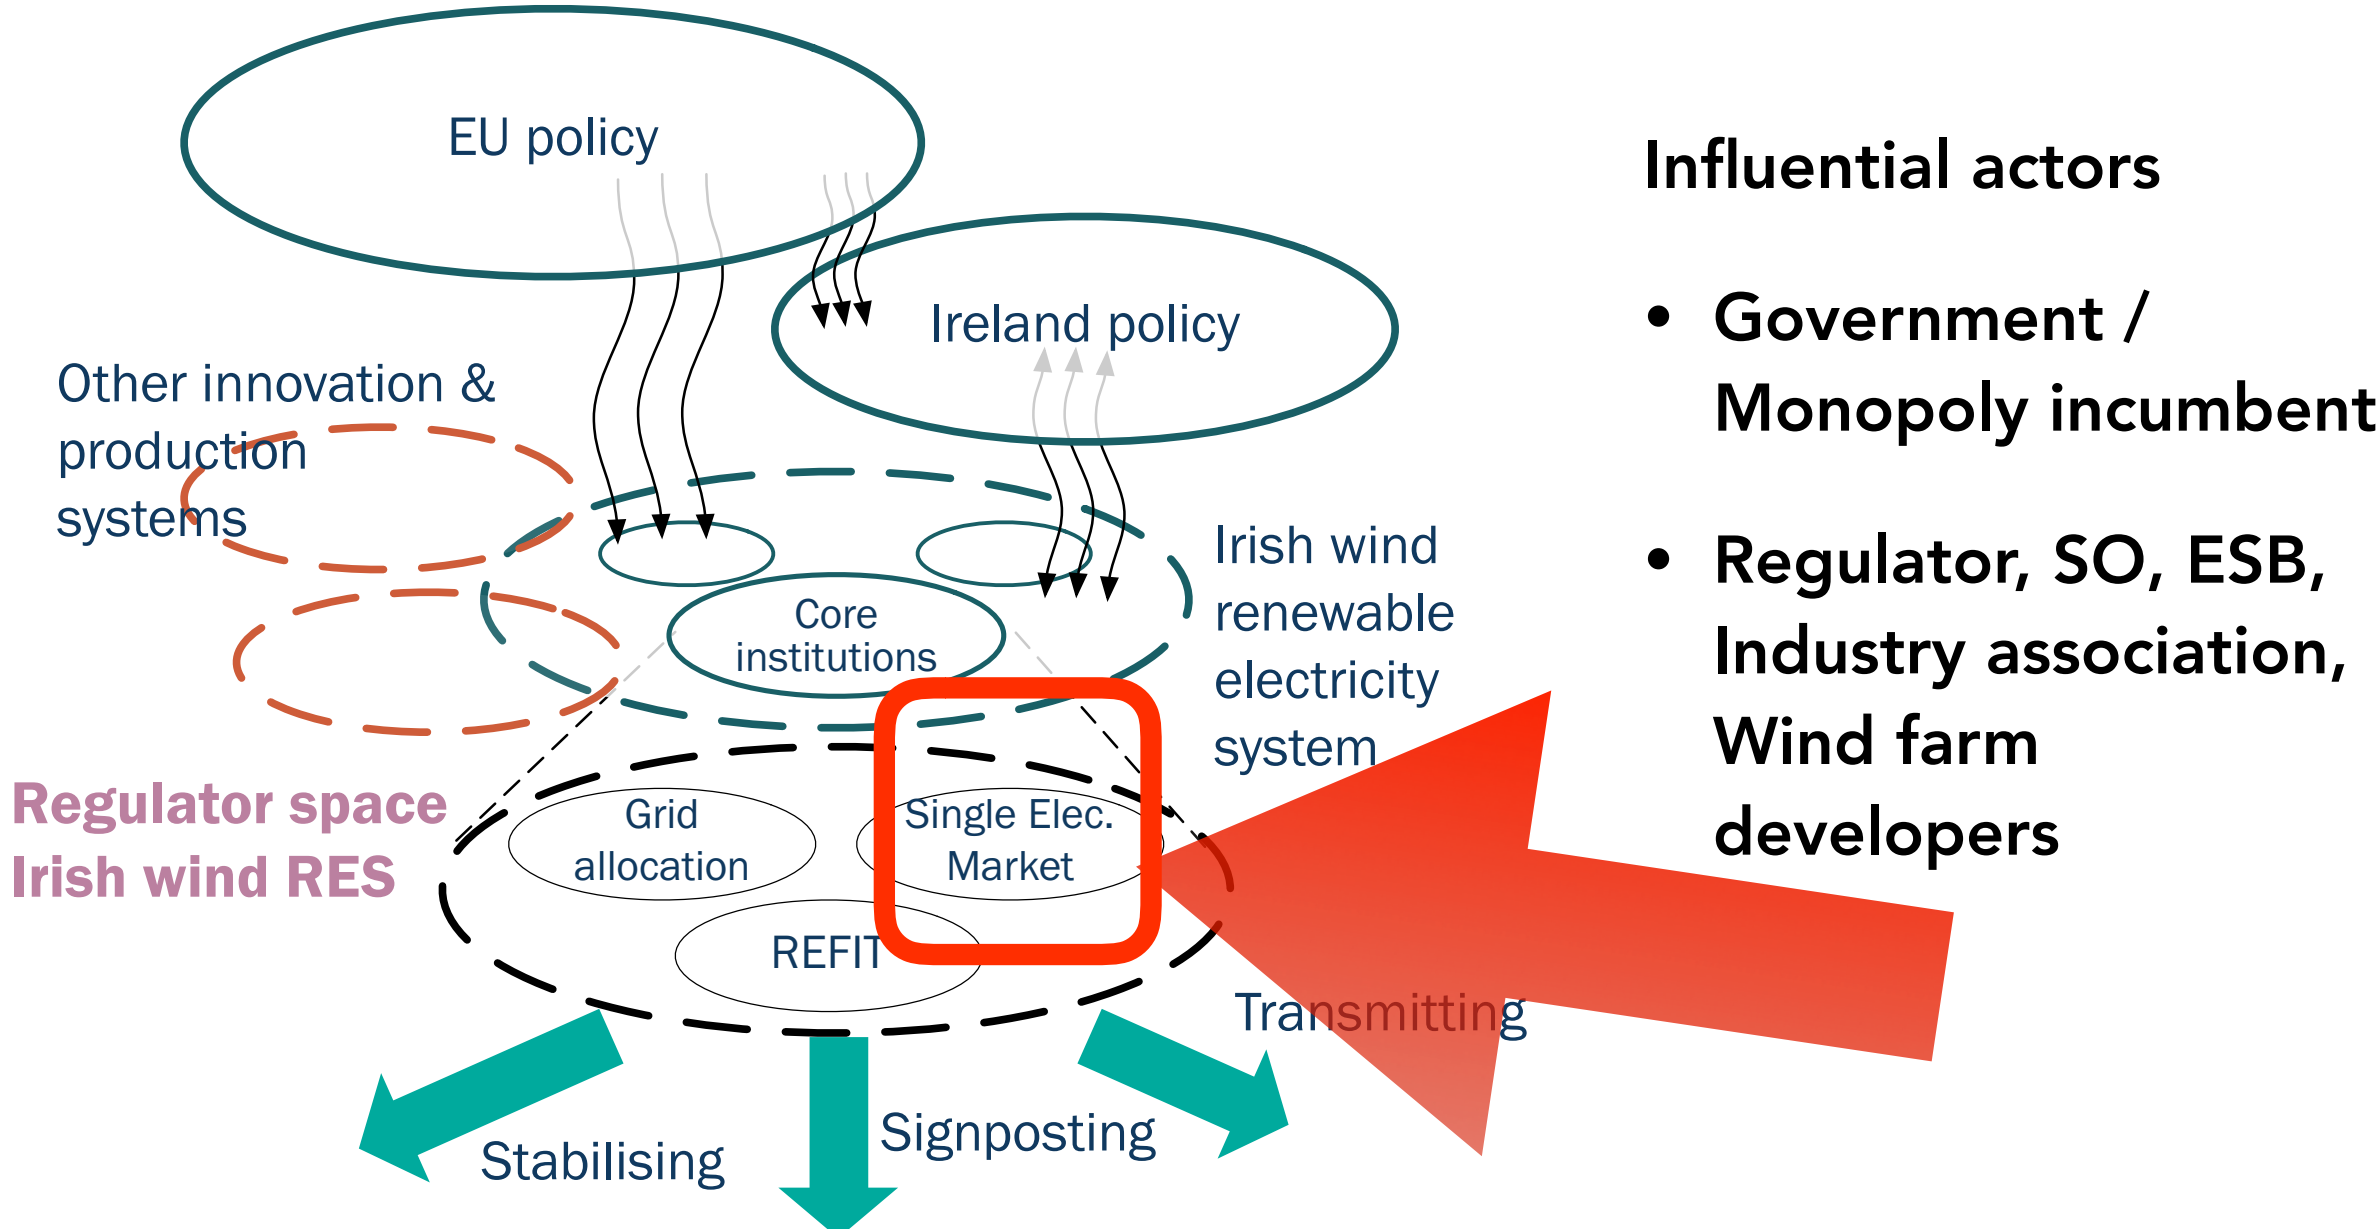 EU policy
Ireland policy
Other innovation &
production
systems
Core
institutions
Irish wind
renewable
electricity
system
Regulator space
Irish wind RES
Grid
allocation
Single Elec.
Market
REFIT
Transmitting
Signposting
Stabilising
Influential actors
• Government /
Monopoly incumbent
• Regulator, SO, ESB,
Industry association,
Wind farm
developers